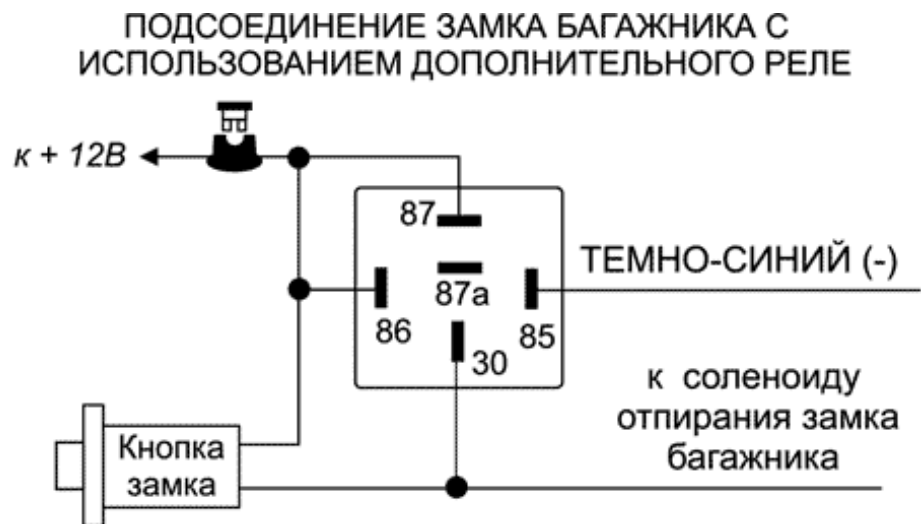 ПОДСОЕДИНЕНИЕ ЗАМКА БАГАЖНИКА С
ИСПОЛЬЗОВАНИЕМ ДОПОЛНИТЕЛЬНОГО РЕЛЕ
к + 12В
87
87а
86
85
30
ТЕМНО-СИНИЙ (-)
к соленоиду
отпирания замка
багажника
Кнопка
замка